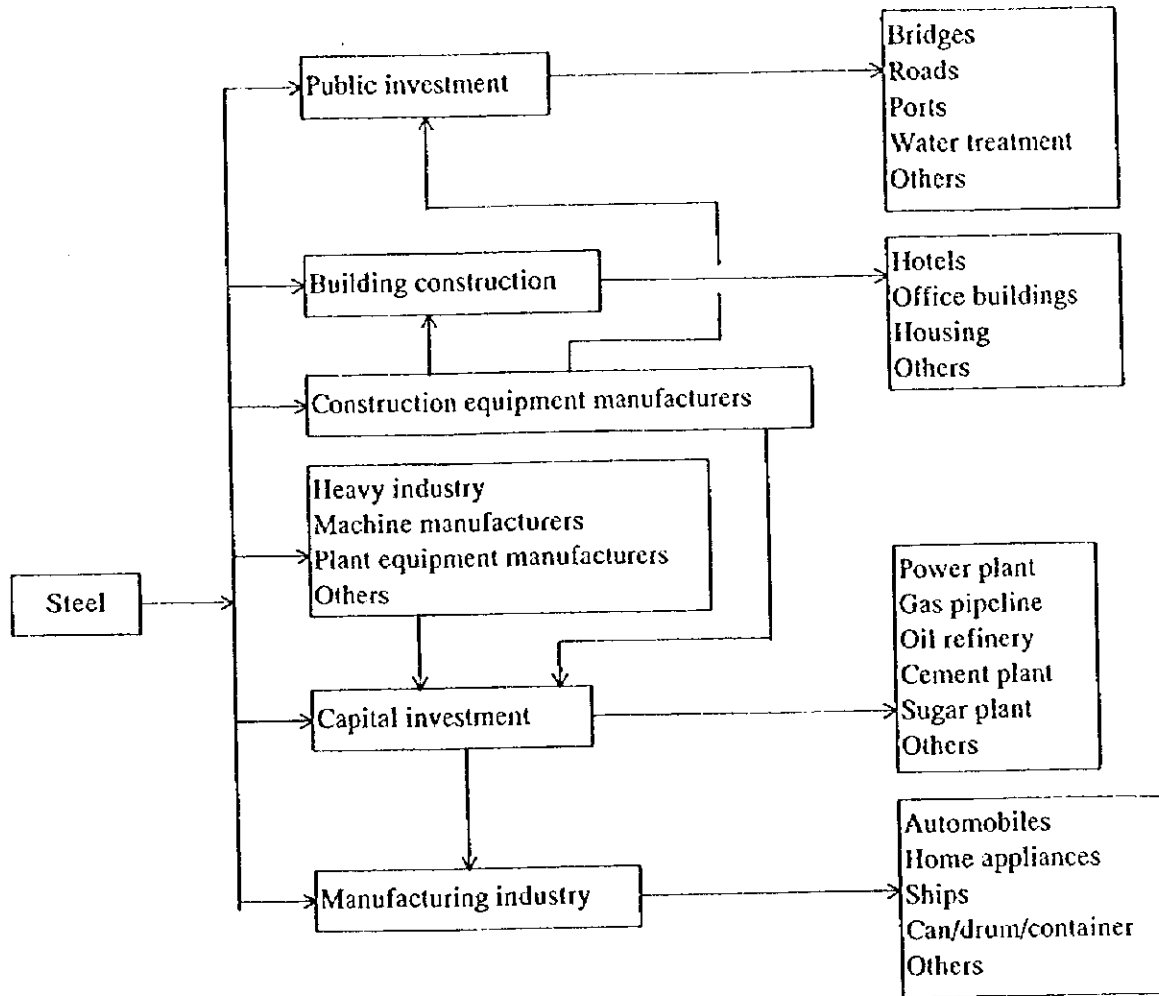 Public investment
Bridges
Roads
Ports
Water treatment
Others
Building construction
Hotels
Office buildings
Housing
Others
Construction equipment manufacturers
Heavy industry
Machine manufacturers
Plant equipment manufacturers
Others
Steel
Power plant
Gas pipeline
Oil refinery
Cement plant
Sugar plant
Others
Capital investment
Automobiles
Home appliances
Ships
Can/drum/container
Others
Manufacturing industry